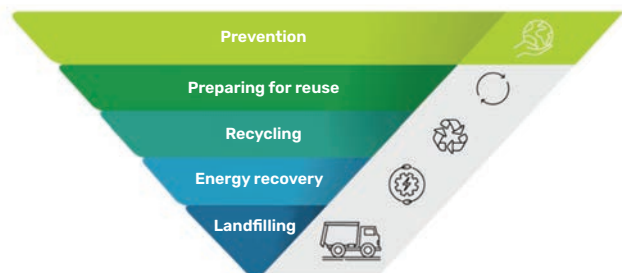 Prevention
Preparing for reuse
Recycling
Energy recovery
Landfilling